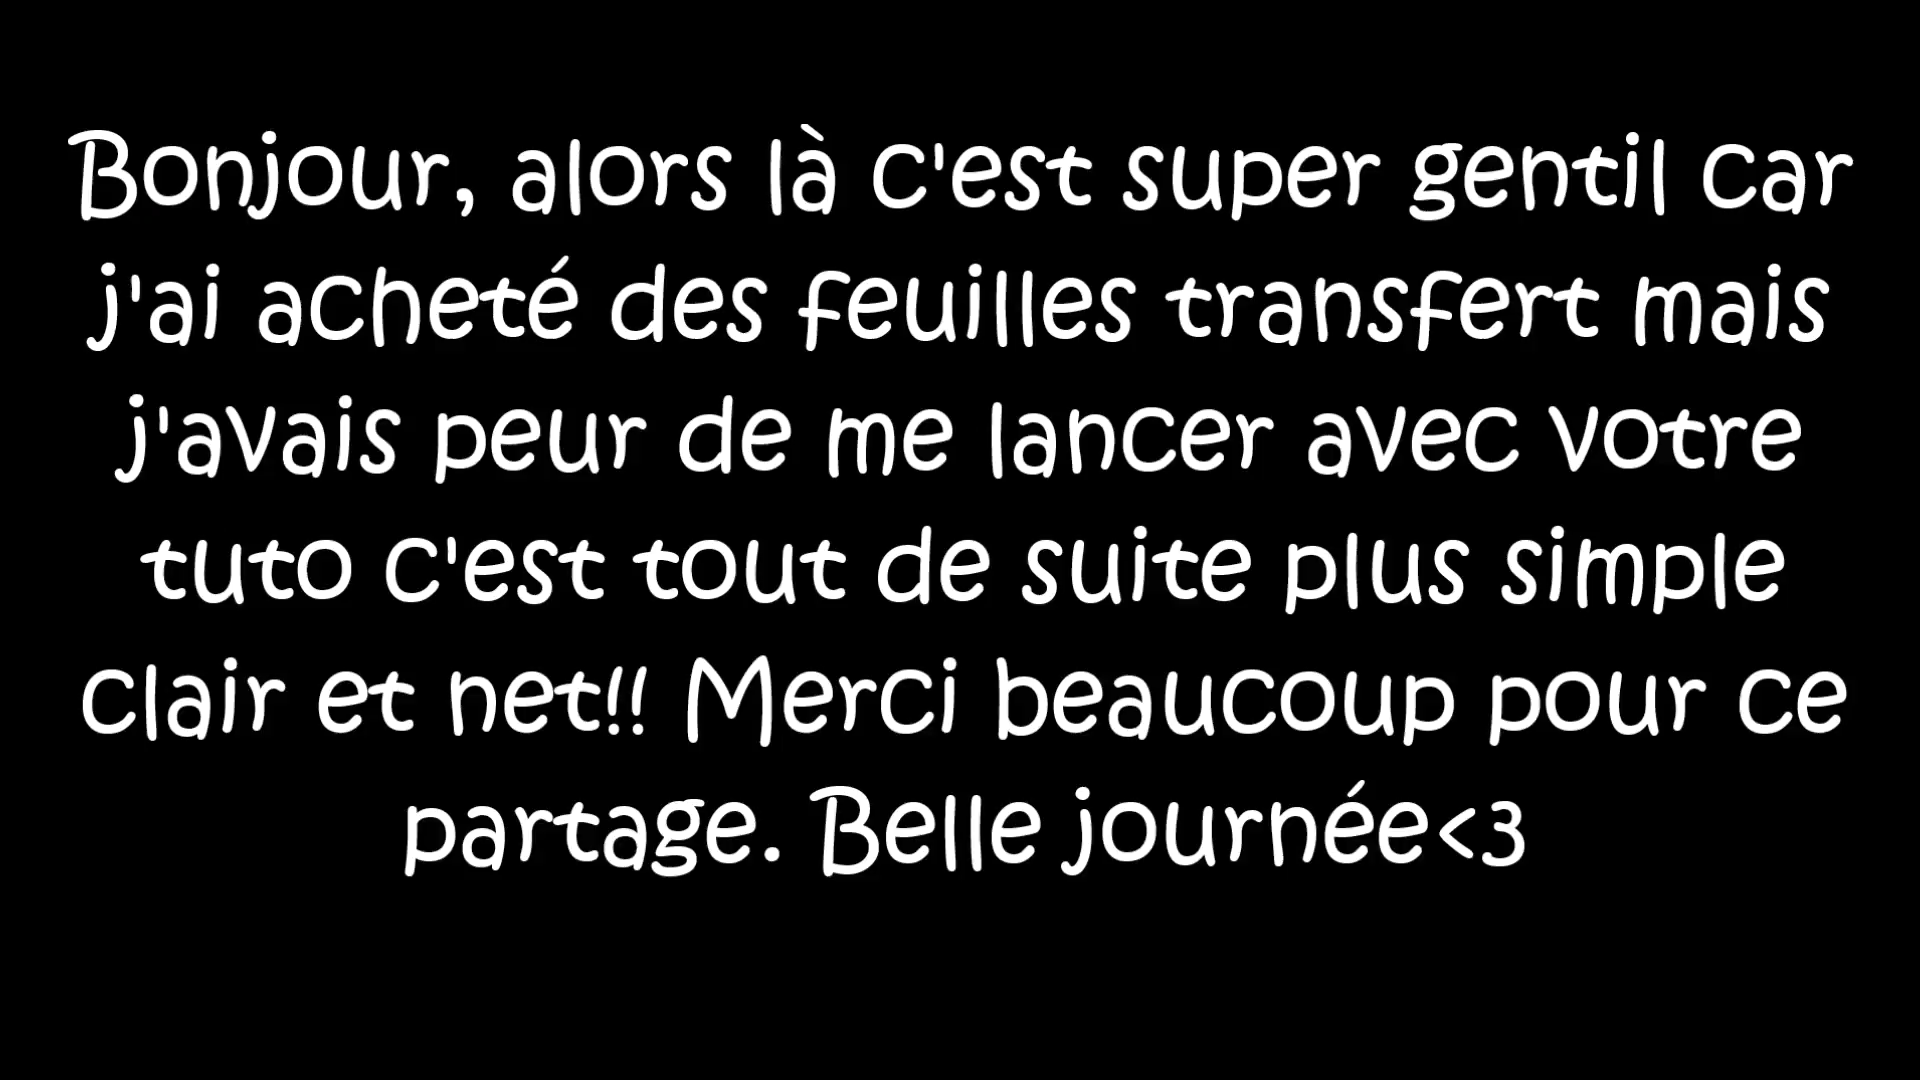 Bonjour, alors là c'est super gentil car
j'ai acheté des feuilles transfert mais
j'avais peur de me lancer avec votre
tuto c'est tout de suite plus simple
clair et net!! Merci beaucoup pour ce
partage. Belle journée<3